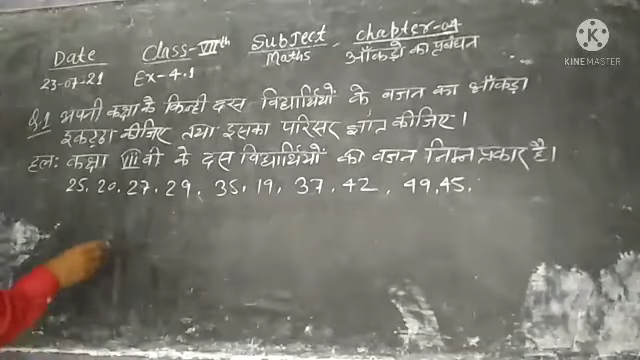 Date Class-VIIth Subject Chapter-04
23-07-21 Ex-4.1 Maths आँकड़ो का प्रबंधन
Q.1 अपनी कक्षा के किन्ही दस विद्यार्थियों के वजन का आँकड़ा
इकट्ठा कीजिए तथा इसका परिसर ज्ञात कीजिए।
हल: कक्षा VII वी के दस विद्यार्थियों की वजन निम्न प्रकार है।
25, 20, 27, 29, 35, 19, 37, 42, 49, 45,
KINEMASTER